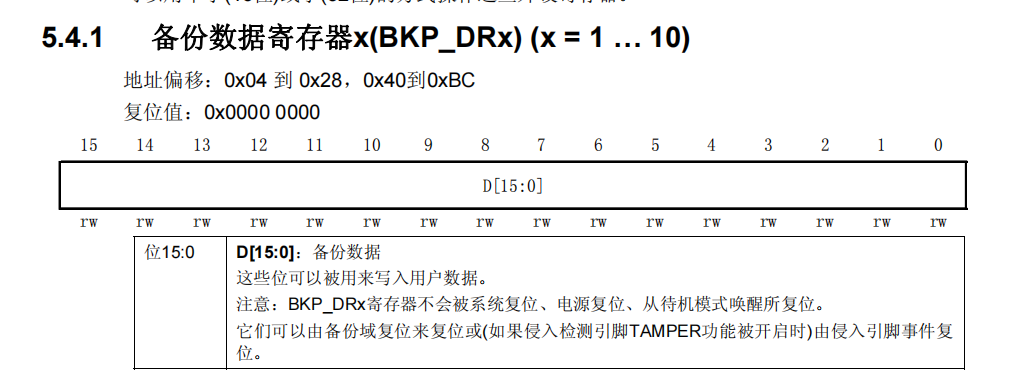 5.4.1 备份数据寄存器x(BKP_DRx) (x = 1 … 10)
地址偏移：0x04 到 0x28，0x40到0xBC
复位值：0x0000 0000
15 14 13 12 11 10 9 8 7 6 5 4 3 2 1 0
D[15:0]
rw rw rw rw rw rw rw rw rw rw rw rw rw rw rw rw
位15:0 D[15:0]：备份数据
这些位可以被用来写入用户数据。
注意：BKP_DRx寄存器不会被系统复位、电源复位、从待机模式唤醒所复位。
它们可以由备份域复位来复位或(如果侵入检测引脚TAMPER功能被开启时)由侵入引脚事件复
位。